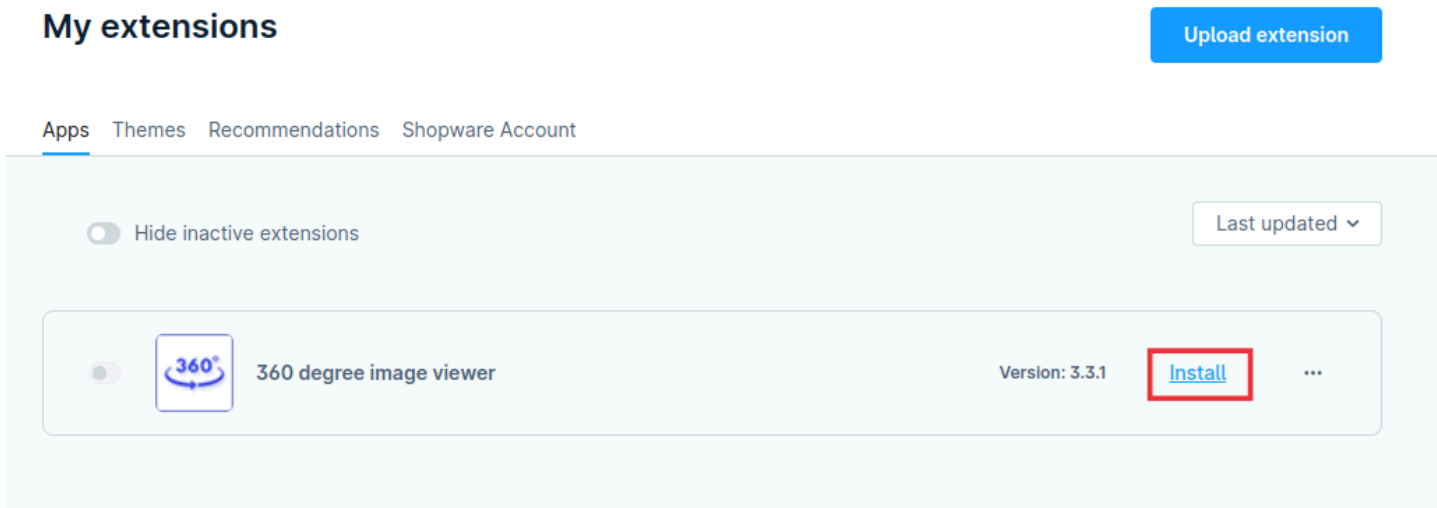 My extensions
Upload extension
Apps Themes Recommendations Shopware Account
Hide inactive extensions
Last updated
360°
360 degree image viewer
Version: 3.3.1
Install